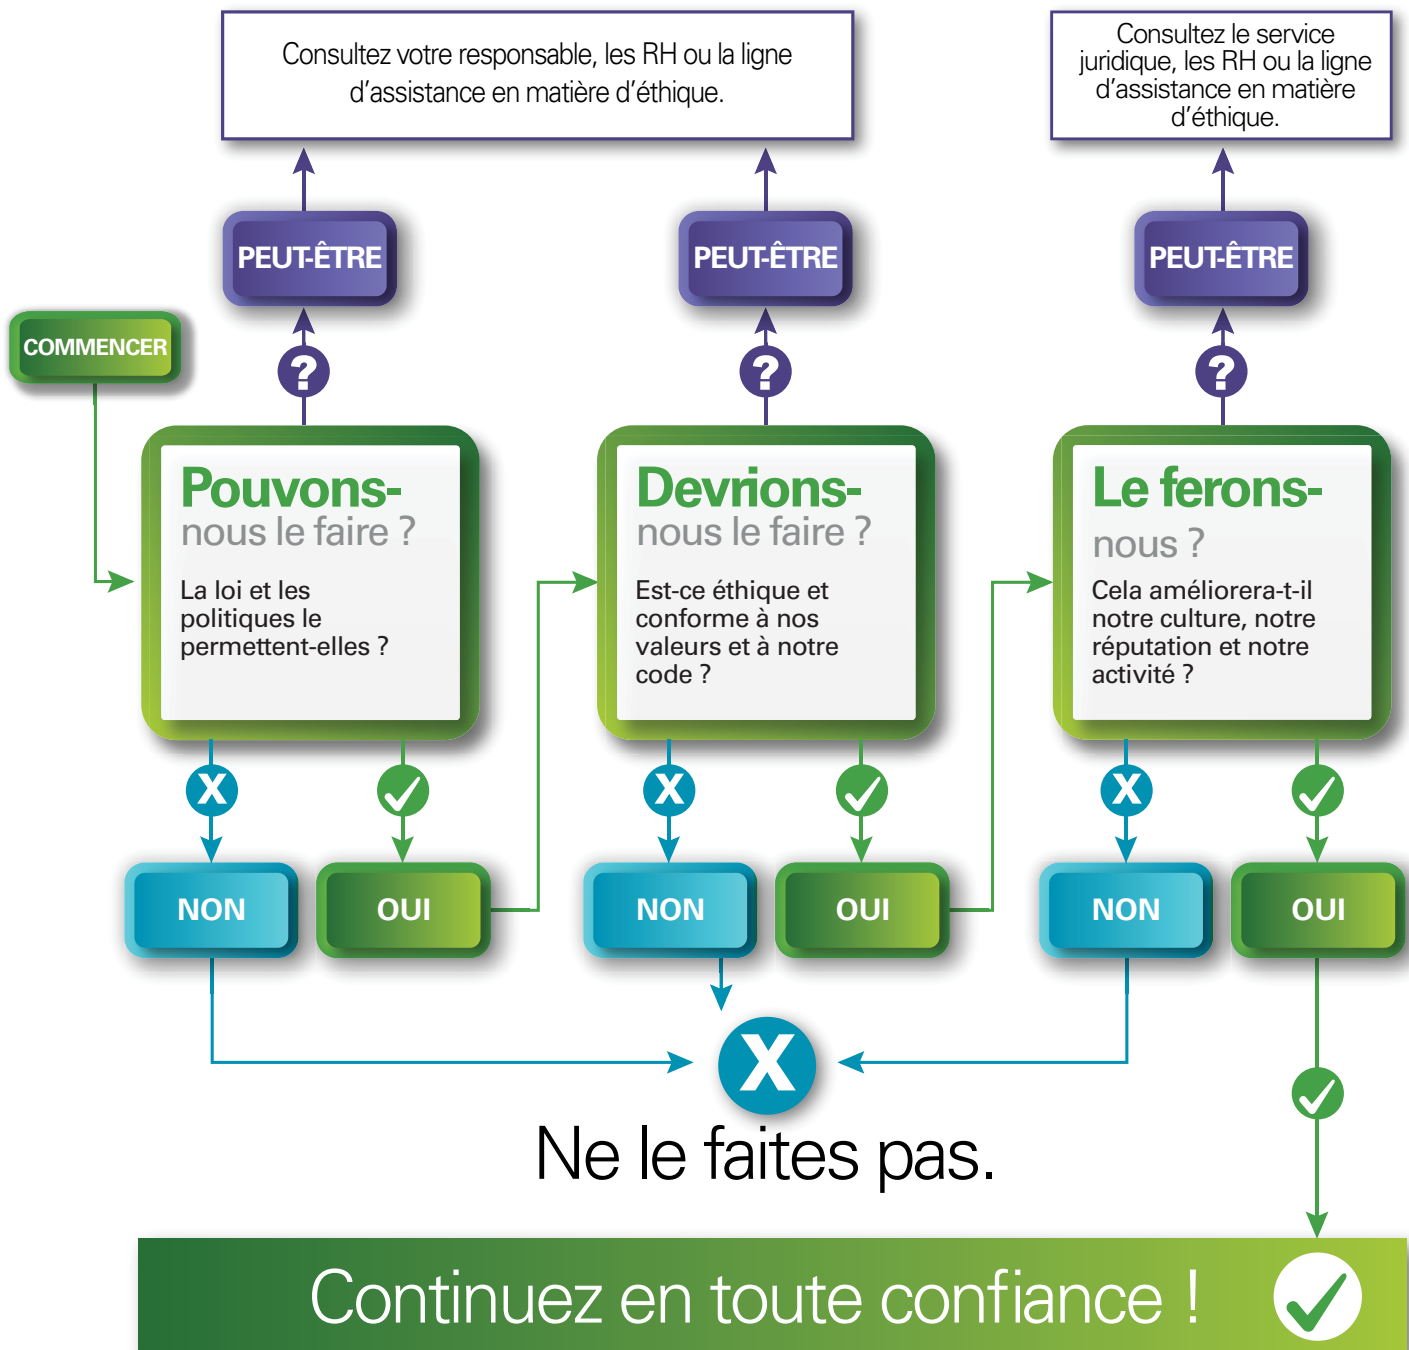 Consultez votre responsable, les RH ou la ligne
d’assistance en matière d’éthique.
Consultez le service
juridique, les RH ou la ligne
d’assistance en matière
d’éthique.
PEUT-ÊTRE
PEUT-ÊTRE
PEUT-ÊTRE
COMMENCER
?
?
?
Pouvons-
nous le faire ?
La loi et les
politiques le
permettent-elles ?
Devrions-
nous le faire ?
Est-ce éthique et
conforme à nos
valeurs et à notre
code ?
Le ferons-
nous ?
Cela améliorera-t-il
notre culture, notre
réputation et notre
activité ?
X
X
X
NON
OUI
NON
OUI
NON
OUI
X
Ne le faites pas.
Continuez en toute confiance !